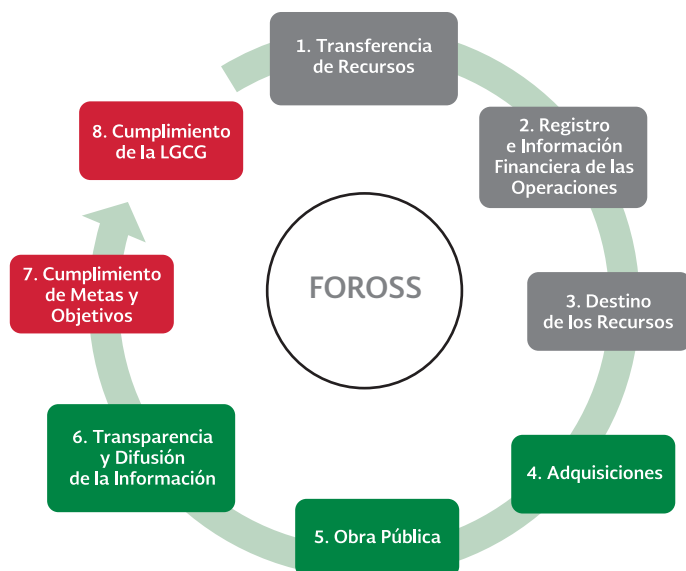 1. Transferencia
de Recursos
2. Registro
e Información
Financiera de las
Operaciones
3. Destino
de los Recursos
4. Adquisiciones
5. Obra Pública
6. Transparencia
y Difusión
de la Información
7. Cumplimiento
de Metas y
Objetivos
8. Cumplimiento
de la LGCG
FOROSS